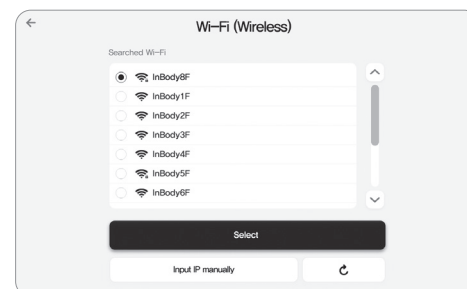 Wi-Fi (Wireless)
Searched Wi-Fi
InBody8F
InBody1F
InBody2F
InBody3F
InBody4F
InBody5F
InBody6F
Select
Input IP manually